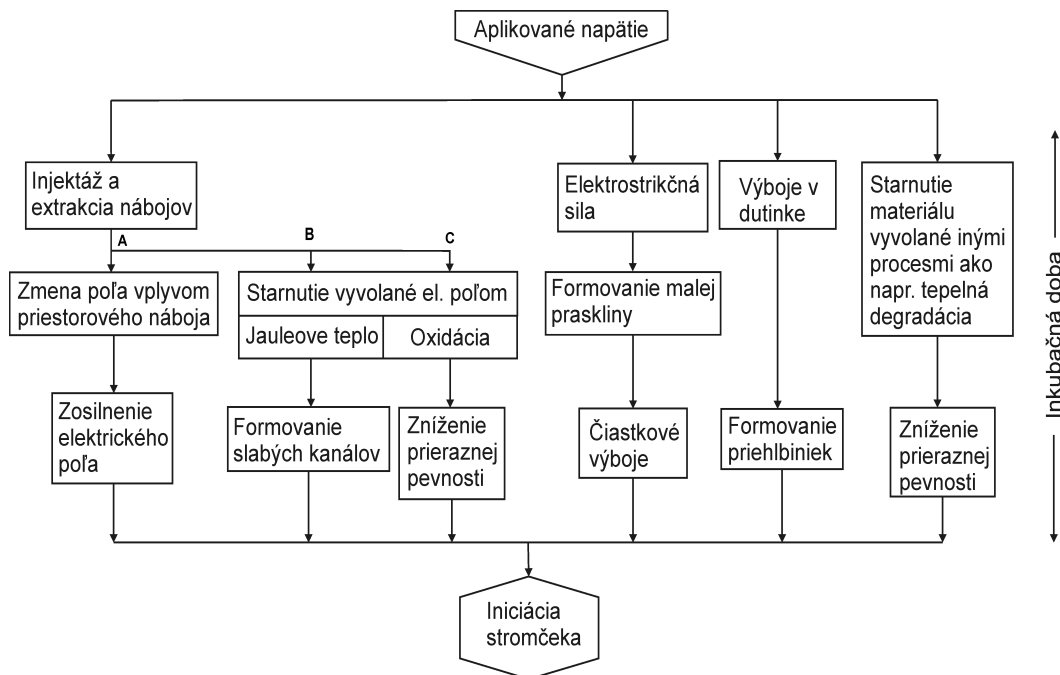 Aplikované napätie
Injektáž a
extrakcia nábojov
Elektrostrikčná
sila
Výboje v
dutinke
Starnutie
materiálu
vyvolané inými
procesmi ako
napr. tepelná
degradácia
A
B
C
Zmena poľa vplyvom
priestorového náboja
Starnutie vyvolané el. poľom
Jauleove teplo
Oxidácia
Formovanie malej
praskliny
Zosilnenie
elektrického
poľa
Formovanie
slabých kanálov
Zníženie
prieraznej
pevnosti
Čiastkové
výboje
Formovanie
priehlbiniek
Zníženie
prieraznej
pevnosti
Inkubačná doba
Iniciácia
stromčeka